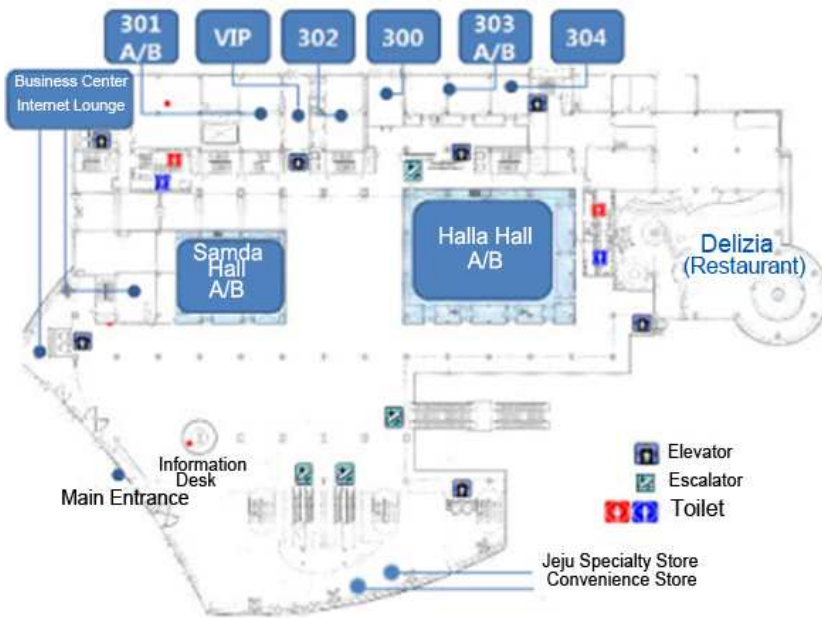 301
A/B
VIP
302
300
303
A/B
304
Business Center
Internet Lounge
Samda
Hall
A/B
Halla Hall
A/B
Delizia
(Restaurant)
Information
Desk
Main Entrance
Elevator
Escalator
Toilet
Jeju Specialty Store
Convenience Store